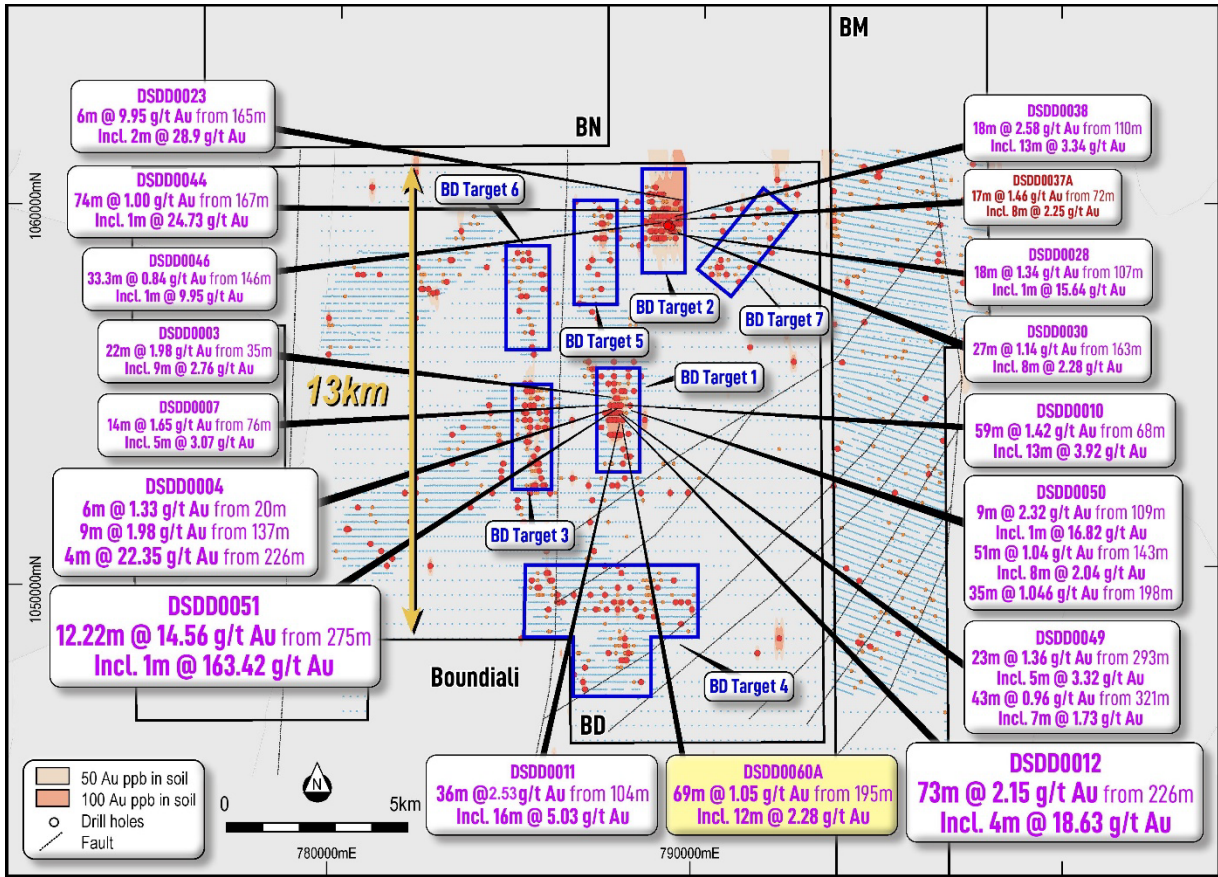 BM
BN
DSDD0023
6m @ 9.95 g/t Au from 165m
Incl. 2m @ 28.9 g/t Au
DSDD0044
74m @ 1.00 g/t Au from 167m
Incl. 1m @ 24.73 g/t Au
DSDD0046
33.3m @ 0.84 g/t Au from 146m
Incl. 1m @ 9.95 g/t Au
DSDD0003
22m @ 1.98 g/t Au from 35m
Incl. 9m @ 2.76 g/t Au
DSDD0007
14m @ 1.65 g/t Au from 76m
Incl. 5m @ 3.07 g/t Au
DSDD0004
6m @ 1.33 g/t Au from 20m
9m @ 1.98 g/t Au from 137m
4m @ 22.35 g/t Au from 226m
DSDD0051
12.22m @ 14.56 g/t Au from 275m
Incl. 1m @ 163.42 g/t Au
1060000mN
1050000mN
13km
BD Target 6
BD Target 5
BD Target 2
BD Target 7
BD Target 1
BD Target 3
BD Target 4
Boundiali
BD
DSDD0038
18m @ 2.58 g/t Au from 110m
Incl. 13m @ 3.34 g/t Au
DSDD0037A
17m @ 1.46 g/t Au from 72m
Incl. 8m @ 2.25 g/t Au
DSDD0028
18m @ 1.34 g/t Au from 107m
Incl. 1m @ 15.64 g/t Au
DSDD0030
27m @ 1.14 g/t Au from 163m
Incl. 8m @ 2.28 g/t Au
DSDD0010
59m @ 1.42 g/t Au from 68m
Incl. 13m @ 3.92 g/t Au
DSDD0050
9m @ 2.32 g/t Au from 109m
Incl. 1m @ 16.82 g/t Au
51m @ 1.04 g/t Au from 143m
Incl. 8m @ 2.04 g/t Au
35m @ 1.046 g/t Au from 198m
DSDD0049
23m @ 1.36 g/t Au from 293m
Incl. 5m @ 3.32 g/t Au
43m @ 0.96 g/t Au from 321m
Incl. 7m @ 1.73 g/t Au
DSDD0011
36m @2.53g/t Au from 104m
Incl. 16m @ 5.03 g/t Au
DSDD0060A
69m @ 1.05 g/t Au from 195m
Incl. 12m @ 2.28 g/t Au
DSDD0012
73m @ 2.15 g/t Au from 226m
Incl. 4m @ 18.63 g/t Au
50 Au ppb in soil
100 Au ppb in soil
Drill holes
Fault
N
0 5km
780000mE
790000mE